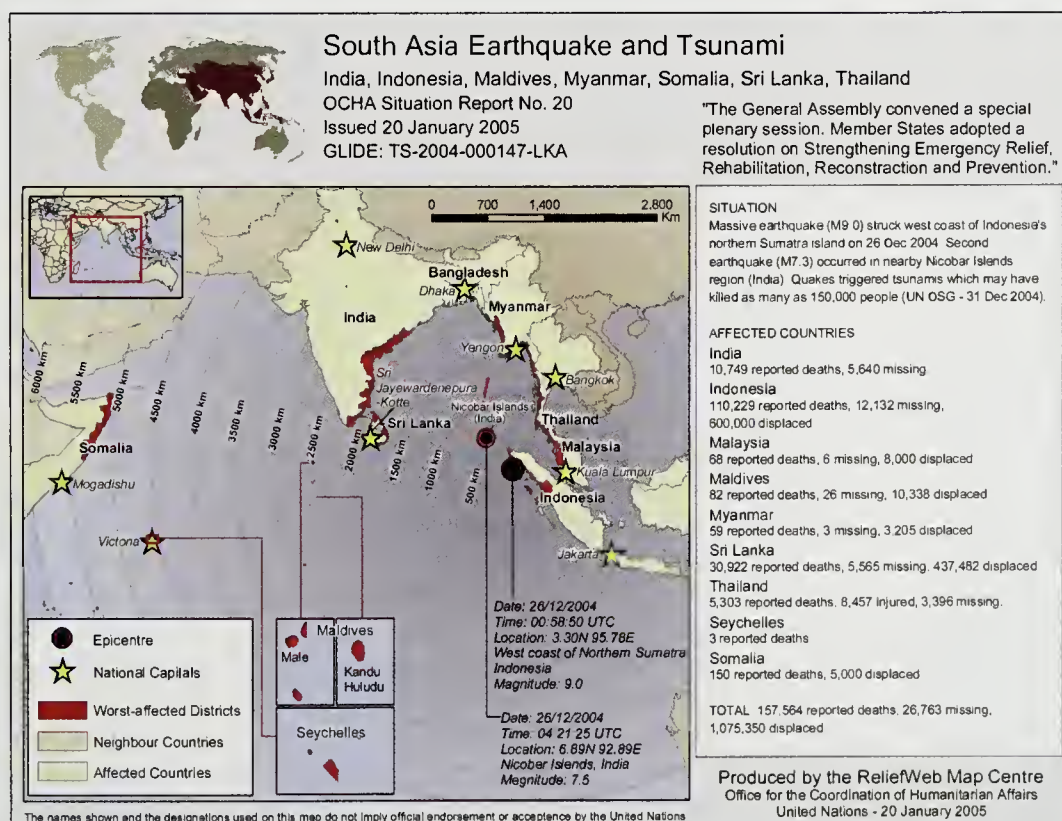 South Asia Earthquake and Tsunami
India, Indonesia, Maldives, Myanmar, Somalia, Sri Lanka, Thailand
OCHA Situation Report No. 20
Issued 20 January 2005
GLIDE: TS-2004-000147-LKA
"The General Assembly convened a special
plenary session. Member States adopted a
resolution on Strengthening Emergency Relief,
Rehabilitation, Reconstruction and Prevention."
0 700 1,400 2,800
Km
New Delhi
Bangladesh
Dhaka
Myanmar
India
Yengon
Sri
Jayewardenepura
-Kotte
Bangkok
Nicobar Islands
(India)
Thailand
Sri Lanka
Malaysia
Kuala Lumpur
Indonesia
Somalia
Mogadishu
Victona
Jakarta
6000 km
5500 km
5000 km
4500 km
4000 km
3500 km
3000 km
2500 km
2000 km
1500 km
1000 km
500 km
Date: 26/12/2004
Time: 00:58:50 UTC
Location: 3.30N 95.78E
West coast of Northern Sumatra
Indonesia
Magnitude: 9.0
Date: 26/12/2004
Time: 04 21 25 UTC
Location: 6.89N 92.89E
Nicober Islands, India
Megnitude: 7.5
Epicentre
National Capitals
Worst-affected Districts
Neighbour Countries
Affected Countries
Maldives
Male
Kandu
Huludu
Seychelles
SITUATION
Massive earthquake (M9 0) struck west coast of Indonesia's
northern Sumatra island on 26 Dec 2004 Second
earthquake (M7.3) occurred in nearby Nicobar Islands
region (India) Quakes triggered tsunamis which may have
killed as many as 150,000 people (UN OSG - 31 Dec 2004).
AFFECTED COUNTRIES
India
10,749 reported deaths, 5,640 missing
Indonesia
110,229 reported deaths, 12,132 missing,
600,000 displaced
Malaysia
68 reported deaths, 6 missing, 8,000 displaced
Maldives
82 reported deaths, 26 missing, 10,338 displaced
Myanmar
59 reported deaths, 3 missing, 3,205 displaced
Sri Lanka
30,922 reported deaths, 5,565 missing. 437,482 displaced
Thailand
5,303 reported deaths. 8,457 injured, 3,396 missing.
Seychelles
3 reported deaths
Somalia
150 reported deaths, 5,000 displaced
TOTAL 157,564 reported deaths, 26,763 missing,
1,075,350 displaced
Produced by the ReliefWeb Map Centre
Office for the Coordination of Humanitarian Affairs
United Nations - 20 January 2005
The names shown and the designations used on this map do not imply official endorsement or acceptance by the United Nations